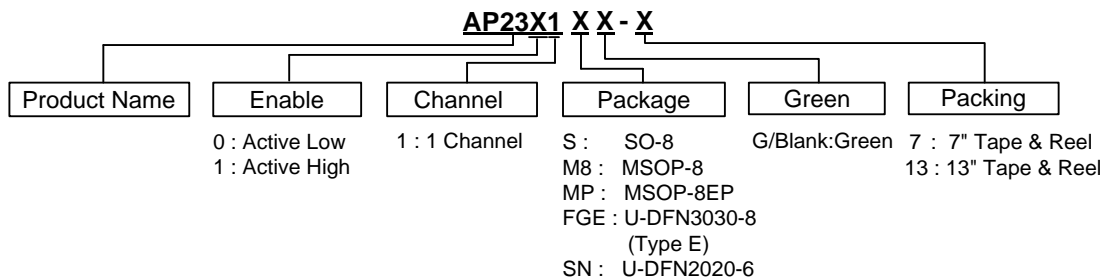 AP23X1 X X - X
Product Name Enable Channel Package Green Packing
0 : Active Low 1 : 1 Channel S : SO-8 G/Blank:Green 7 : 7" Tape & Reel
1 : Active High M8 : MSOP-8 13 : 13" Tape & Reel
MP : MSOP-8EP
FGE : U-DFN3030-8
(Type E)
SN : U-DFN2020-6